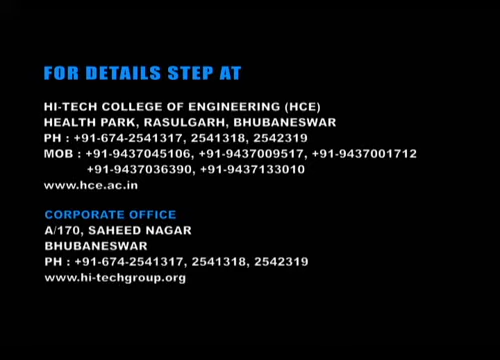 FOR DETAILS STEP AT
HI-TECH COLLEGE OF ENGINEERING (HCE)
HEALTH PARK, RASULGARH, BHUBANESWAR
PH : +91-674-2541317, 2541318, 2542319
MOB : +91-9437045106, +91-9437009517, +91-9437001712
+91-9437036390, +91-9437133010
www.hce.ac.in
CORPORATE OFFICE
A/170, SAHEED NAGAR
BHUBANESWAR
PH : +91-674-2541317, 2541318, 2542319
www.hi-techgroup.org